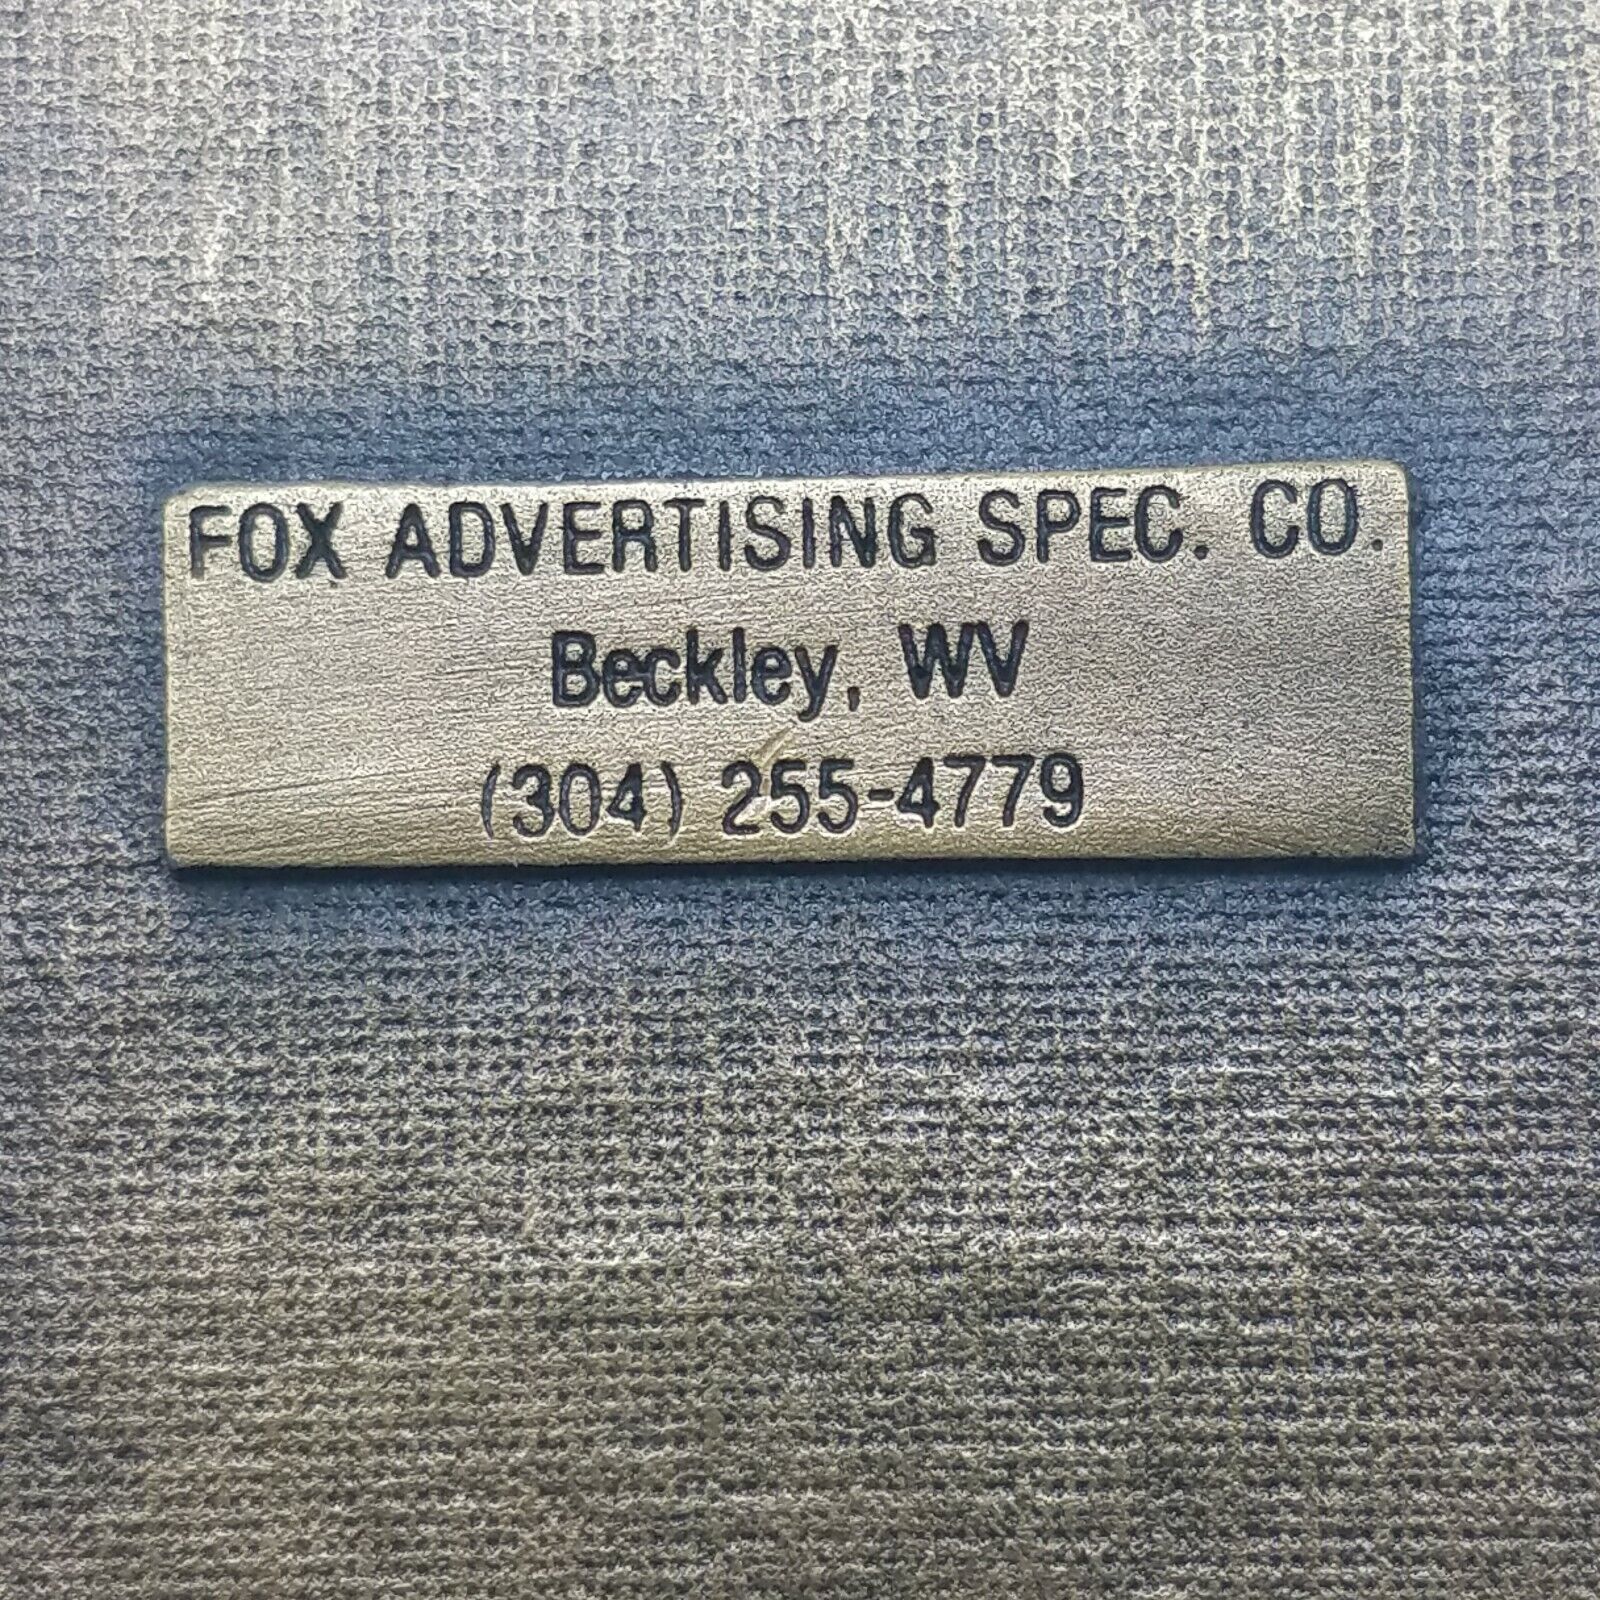 FOX ADVERTISING SPEC. CO.
Beckley, WV
(304) 255-4779